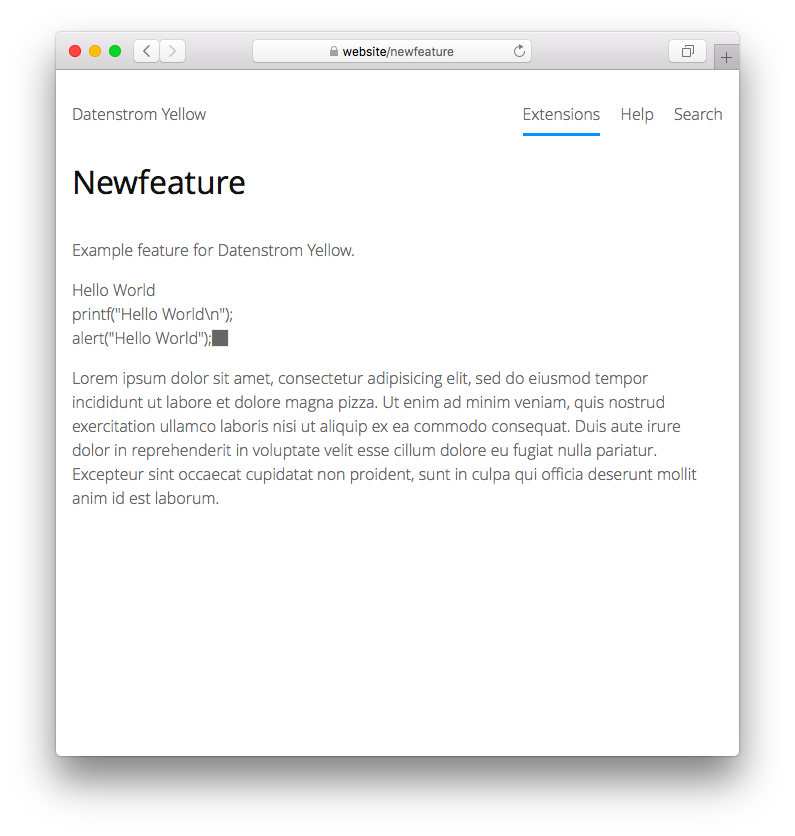 website/newfeature
Datenstrom Yellow
Extensions
Help
Search
Newfeature
Example feature for Datenstrom Yellow.
Hello World
printf("Hello World\n");
alert("Hello World");
Lorem ipsum dolor sit amet, consectetur adipisicing elit, sed do eiusmod tempor
incididunt ut labore et dolore magna pizza. Ut enim ad minim veniam, quis nostrud
exercitation ullamco laboris nisi ut aliquip ex ea commodo consequat. Duis aute irure
dolor in reprehenderit in voluptate velit esse cillum dolore eu fugiat nulla pariatur.
Excepteur sint occaecat cupidatat non proident, sunt in culpa qui officia deserunt mollit
anim id est laborum.